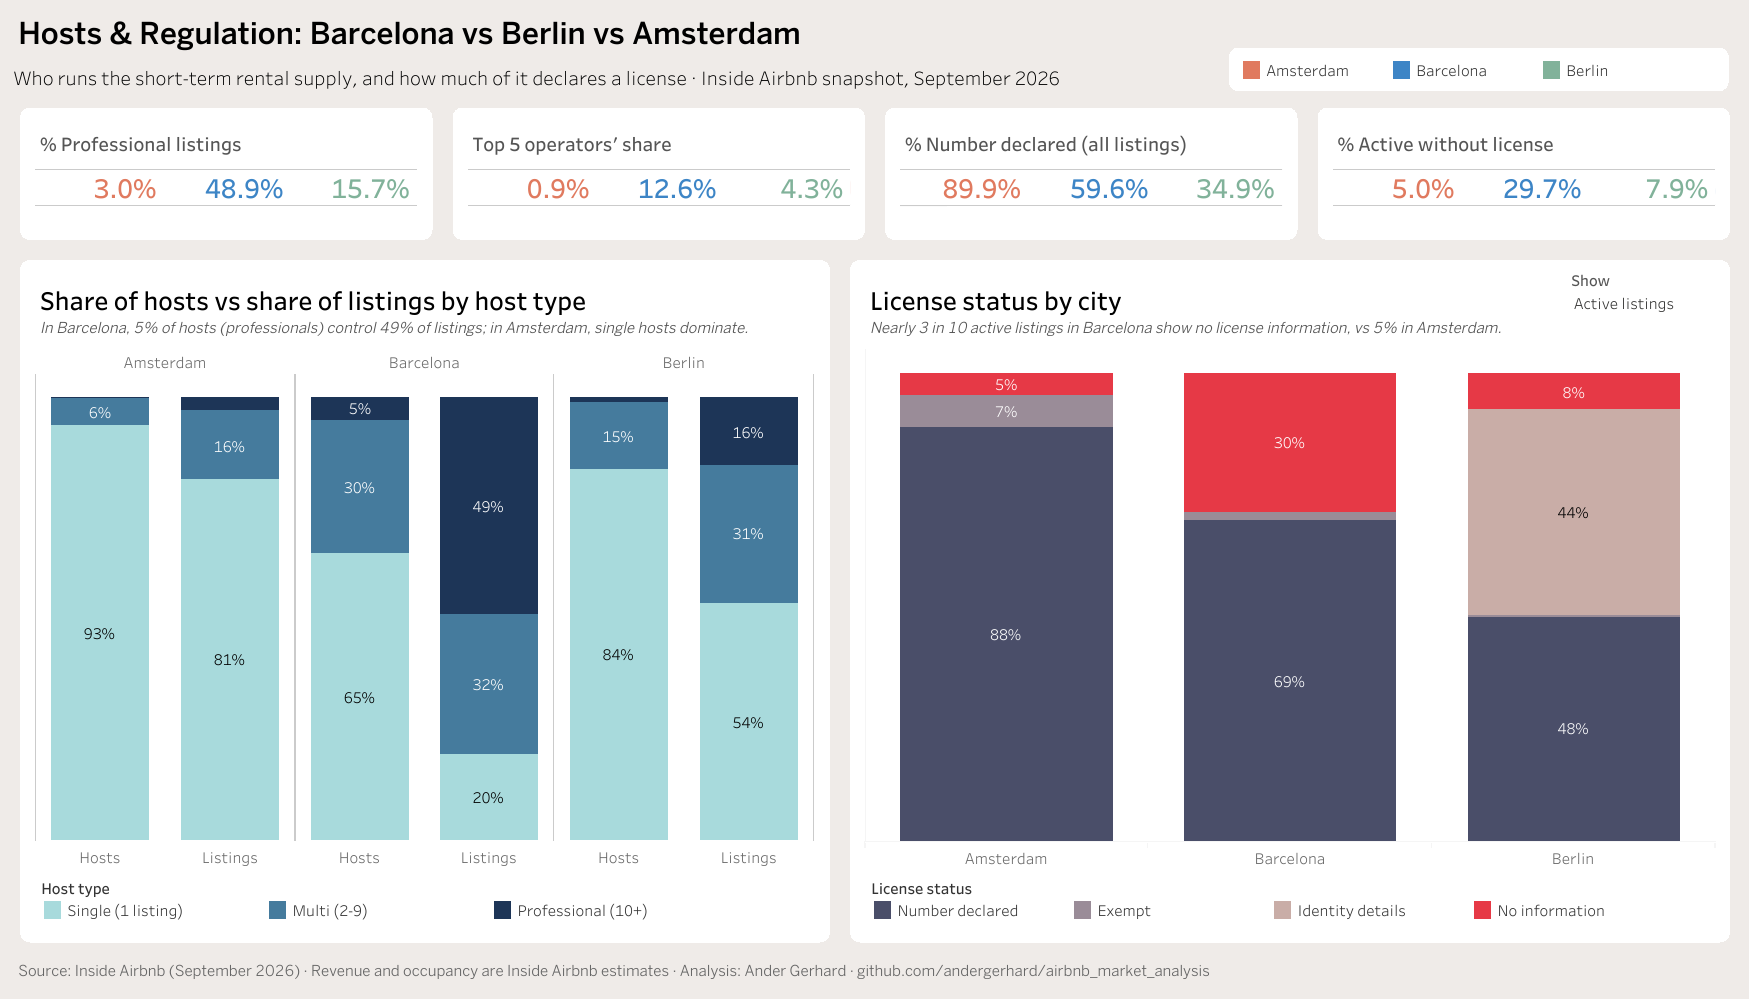 Hosts & Regulation: Barcelona vs Berlin vs Amsterdam
Who runs the short-term rental supply, and how much of it declares a license · Inside Airbnb snapshot, September 2026
Amsterdam Barcelona Berlin
% Professional listings
3.0% 48.9% 15.7%
Top 5 operators’ share
0.9% 12.6% 4.3%
% Number declared (all listings)
89.9% 59.6% 34.9%
% Active without license
5.0% 29.7% 7.9%
Share of hosts vs share of listings by host type
In Barcelona, 5% of hosts (professionals) control 49% of listings; in Amsterdam, single hosts dominate.
Amsterdam Barcelona Berlin
6% 93%
16% 81%
5% 30% 65%
49% 32% 20%
15% 84%
16% 31% 54%
Hosts Listings Hosts Listings Hosts Listings
Host type
Single (1 listing) Multi (2-9) Professional (10+)
License status by city
Nearly 3 in 10 active listings in Barcelona show no license information, vs 5% in Amsterdam.
Show
Active listings
5% 7% 88%
30% 69%
8% 44% 48%
Amsterdam Barcelona Berlin
License status
Number declared Exempt Identity details No information
Source: Inside Airbnb (September 2026) · Revenue and occupancy are Inside Airbnb estimates · Analysis: Ander Gerhard · github.com/andergerhard/airbnb_market_analysis